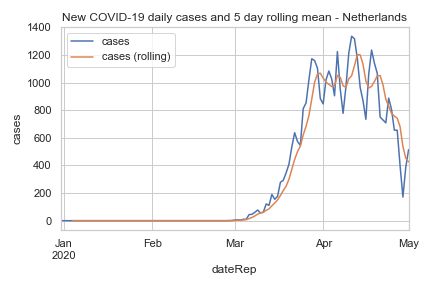 New COVID-19 daily cases and 5 day rolling mean - Netherlands
cases
cases (rolling)
1400
1200
1000
800
600
400
200
0
cases
Jan
2020
Feb
Mar
Apr
May
dateRep